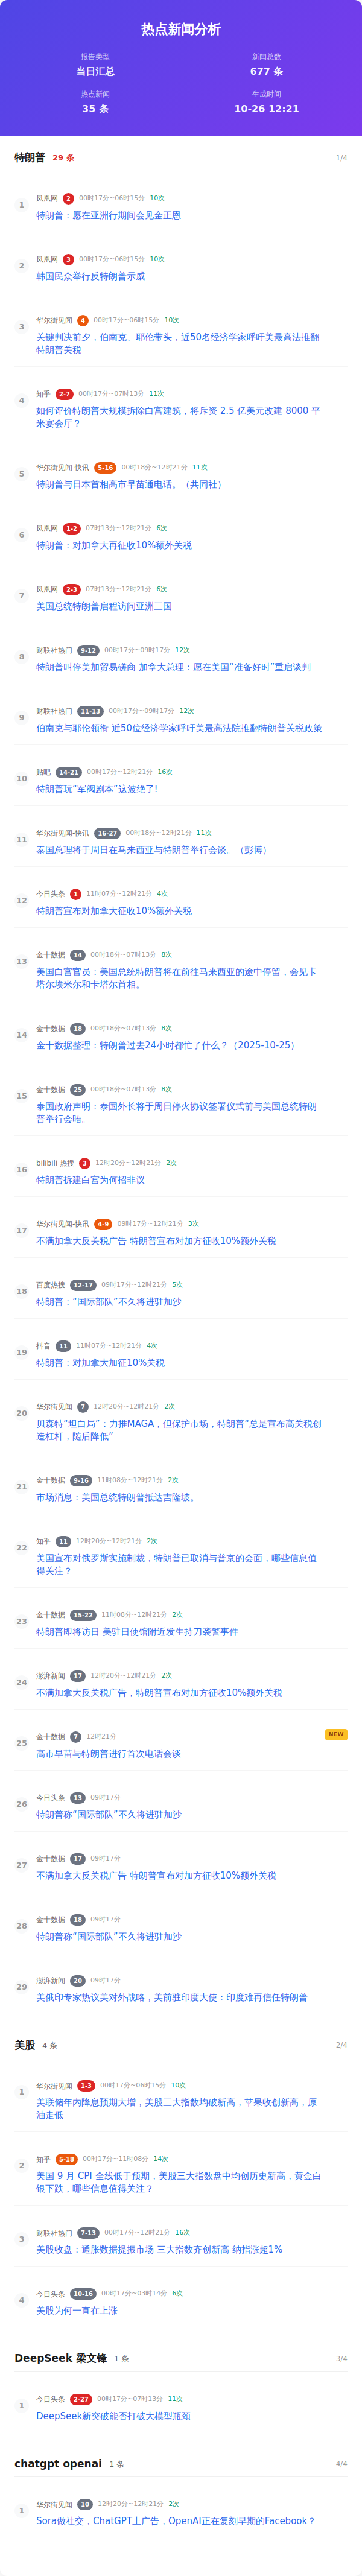 热点新闻分析
报告类型 新闻总数
当日汇总 677 条
热点新闻 生成时间
35 条 10-26 12:21
特朗普 29 条 1/4
1 凤凰网 2 00时17分~06时15分 10次
特朗普：愿在亚洲行期间会见金正恩
2 凤凰网 3 00时17分~06时15分 10次
韩国民众举行反特朗普示威
3 华尔街见闻 4 00时17分~06时15分 10次
关键判决前夕，伯南克、耶伦带头，近50名经济学家呼吁美最高法推翻
特朗普关税
4 知乎 2-7 00时17分~07时13分 11次
如何评价特朗普大规模拆除白宫建筑，将斥资 2.5 亿美元改建 8000 平
米宴会厅？
5 华尔街见闻-快讯 5-16 00时18分~12时21分 11次
特朗普与日本首相高市早苗通电话。（共同社）
6 凤凰网 1-2 07时13分~12时21分 6次
特朗普：对加拿大再征收10%额外关税
7 凤凰网 2-3 07时13分~12时21分 6次
美国总统特朗普启程访问亚洲三国
8 财联社热门 9-12 00时17分~09时17分 12次
特朗普叫停美加贸易磋商 加拿大总理：愿在美国“准备好时”重启谈判
9 财联社热门 11-13 00时17分~09时17分 12次
伯南克与耶伦领衔 近50位经济学家呼吁美最高法院推翻特朗普关税政策
10 贴吧 14-21 00时17分~12时21分 16次
特朗普玩“军阀剧本”这波绝了!
11 华尔街见闻-快讯 16-27 00时18分~12时21分 11次
泰国总理将于周日在马来西亚与特朗普举行会谈。（彭博）
12 今日头条 1 11时07分~12时21分 4次
特朗普宣布对加拿大征收10%额外关税
13 金十数据 14 00时18分~07时13分 8次
美国白宫官员：美国总统特朗普将在前往马来西亚的途中停留，会见卡
塔尔埃米尔和卡塔尔首相。
14 金十数据 18 00时18分~07时13分 8次
金十数据整理：特朗普过去24小时都忙了什么？（2025-10-25）
15 金十数据 25 00时18分~07时13分 8次
泰国政府声明：泰国外长将于周日停火协议签署仪式前与美国总统特朗
普举行会晤。
16 bilibili 热搜 3 12时20分~12时21分 2次
特朗普拆建白宫为何招非议
17 华尔街见闻-快讯 4-9 09时17分~12时21分 3次
不满加拿大反关税广告 特朗普宣布对加方征收10%额外关税
18 百度热搜 12-17 09时17分~12时21分 5次
特朗普：“国际部队”不久将进驻加沙
19 抖音 11 11时07分~12时21分 4次
特朗普：对加拿大加征10%关税
20 华尔街见闻 7 12时20分~12时21分 2次
贝森特“坦白局”：力推MAGA，但保护市场，特朗普“总是宣布高关税创
造杠杆，随后降低”
21 金十数据 9-16 11时08分~12时21分 2次
市场消息：美国总统特朗普抵达吉隆坡。
22 知乎 11 12时20分~12时21分 2次
美国宣布对俄罗斯实施制裁，特朗普已取消与普京的会面，哪些信息值
得关注？
23 金十数据 15-22 11时08分~12时21分 2次
特朗普即将访日 美驻日使馆附近发生持刀袭警事件
24 澎湃新闻 17 12时20分~12时21分 2次
不满加拿大反关税广告，特朗普宣布对加方征收10%额外关税
25 金十数据 7 12时21分 NEW
高市早苗与特朗普进行首次电话会谈
26 今日头条 13 09时17分
特朗普称“国际部队”不久将进驻加沙
27 金十数据 17 09时17分
不满加拿大反关税广告 特朗普宣布对加方征收10%额外关税
28 金十数据 18 09时17分
特朗普称“国际部队”不久将进驻加沙
29 澎湃新闻 20 09时17分
美俄印专家热议美对外战略，美前驻印度大使：印度难再信任特朗普
美股 4 条 2/4
1 华尔街见闻 1-3 00时17分~06时15分 10次
美联储年内降息预期大增，美股三大指数均破新高，苹果收创新高，原
油走低
2 知乎 5-18 00时17分~11时08分 14次
美国 9 月 CPI 全线低于预期，美股三大指数盘中均创历史新高，黄金白
银下跌，哪些信息值得关注？
3 财联社热门 7-13 00时17分~12时21分 16次
美股收盘：通胀数据提振市场 三大指数齐创新高 纳指涨超1%
4 今日头条 10-16 00时17分~03时14分 6次
美股为何一直在上涨
DeepSeek 梁文锋 1 条 3/4
1 今日头条 2-27 00时17分~07时13分 11次
DeepSeek新突破能否打破大模型瓶颈
chatgpt openai 1 条 4/4
1 华尔街见闻 10 12时20分~12时21分 2次
Sora做社交，ChatGPT上广告，OpenAI正在复刻早期的Facebook？